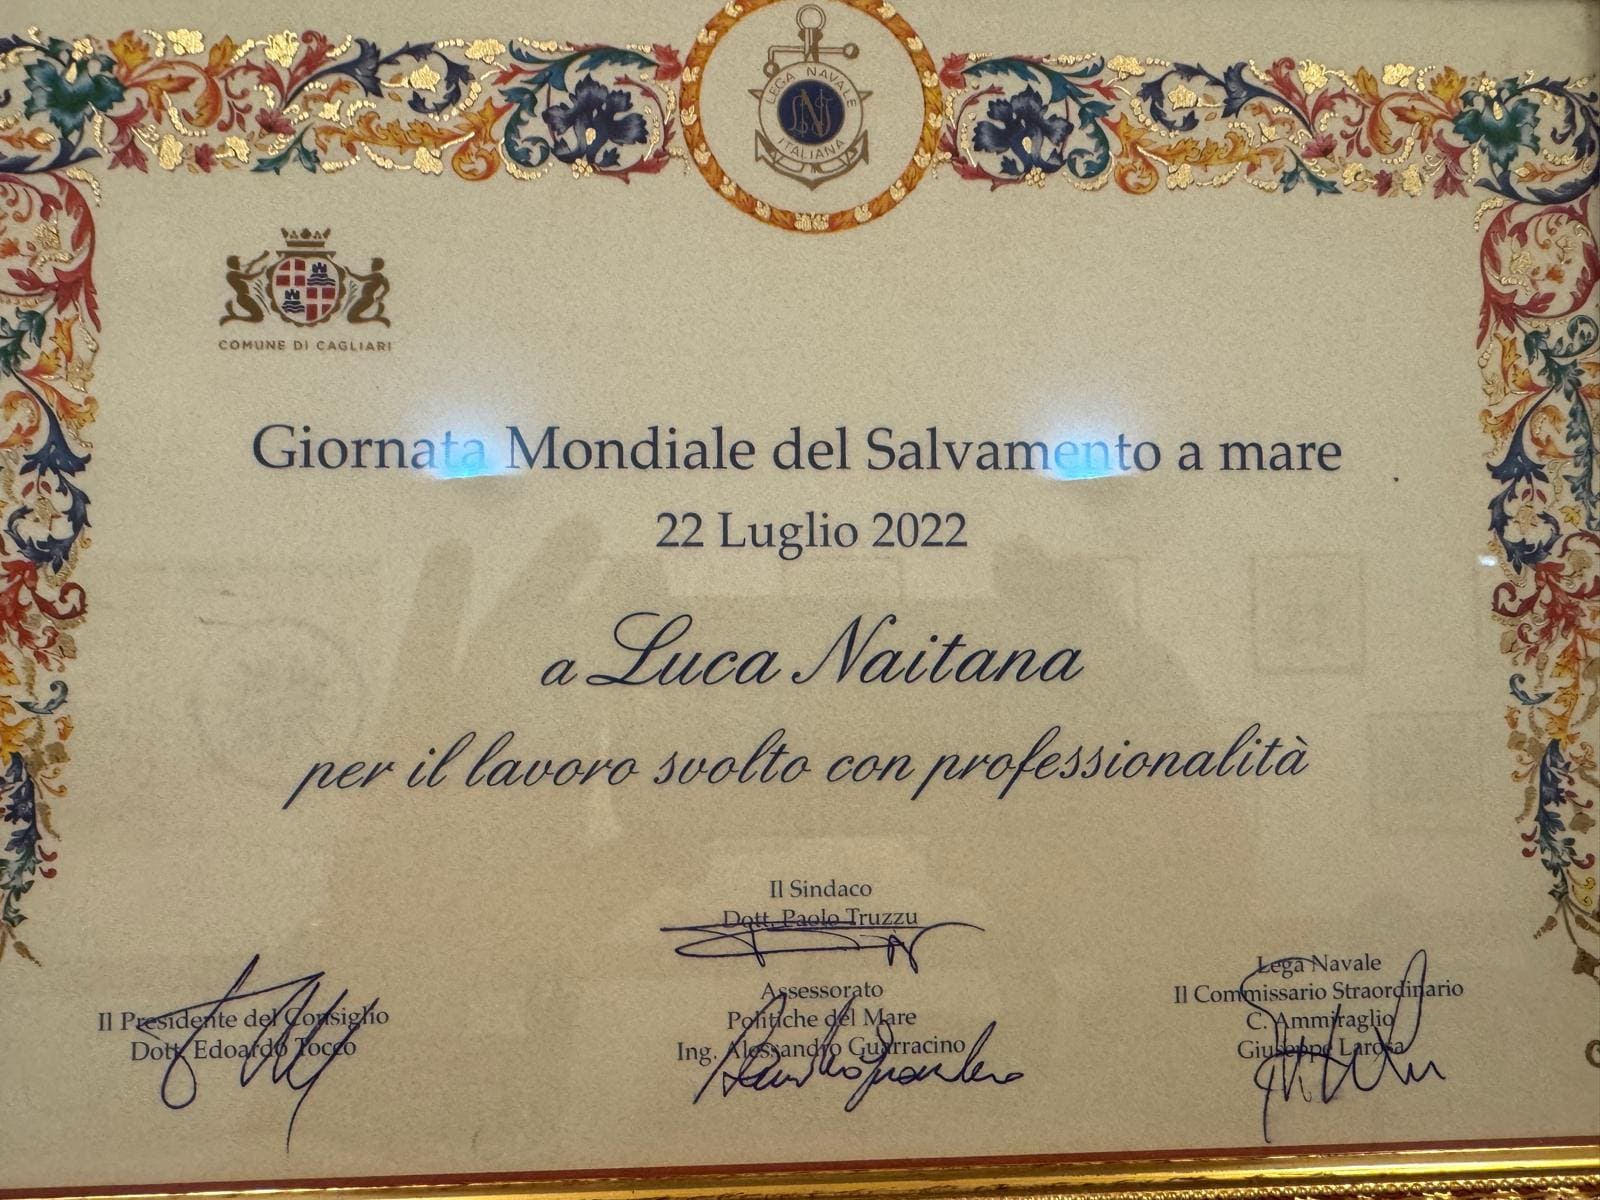 LEGA NAVALE
LNI
ITALIANA
COMUNE DI CAGLIARI
Giornata Mondiale del Salvamento a mare
22 Luglio 2022
a Luca Naitana
per il lavoro svolto con professionalità
Il Sindaco
Dott. Paolo Truzzu
Il Presidente del Consiglio
Dott. Edoardo Tocco
Assessorato
Politiche del Mare
Ing. Alessandro Guarracino
Lega Navale
Il Commissario Straordinario
C. Ammiraglio
Giuseppe Larosa